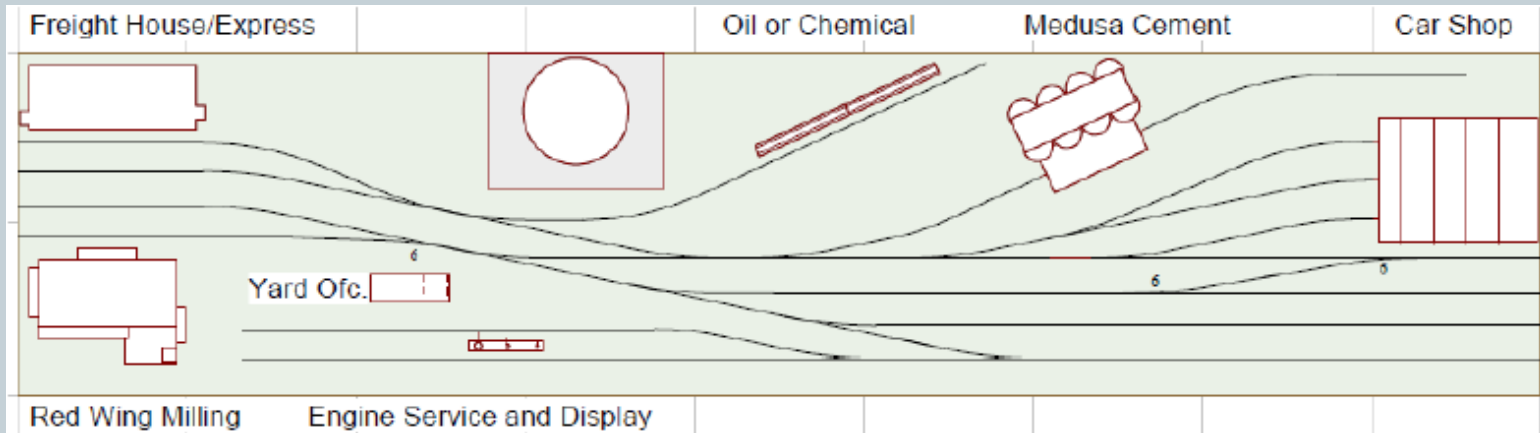 Freight House/Express
Oil or Chemical
Medusa Cement
Car Shop
6
Yard Ofc.
6
6
Red Wing Milling
Engine Service and Display